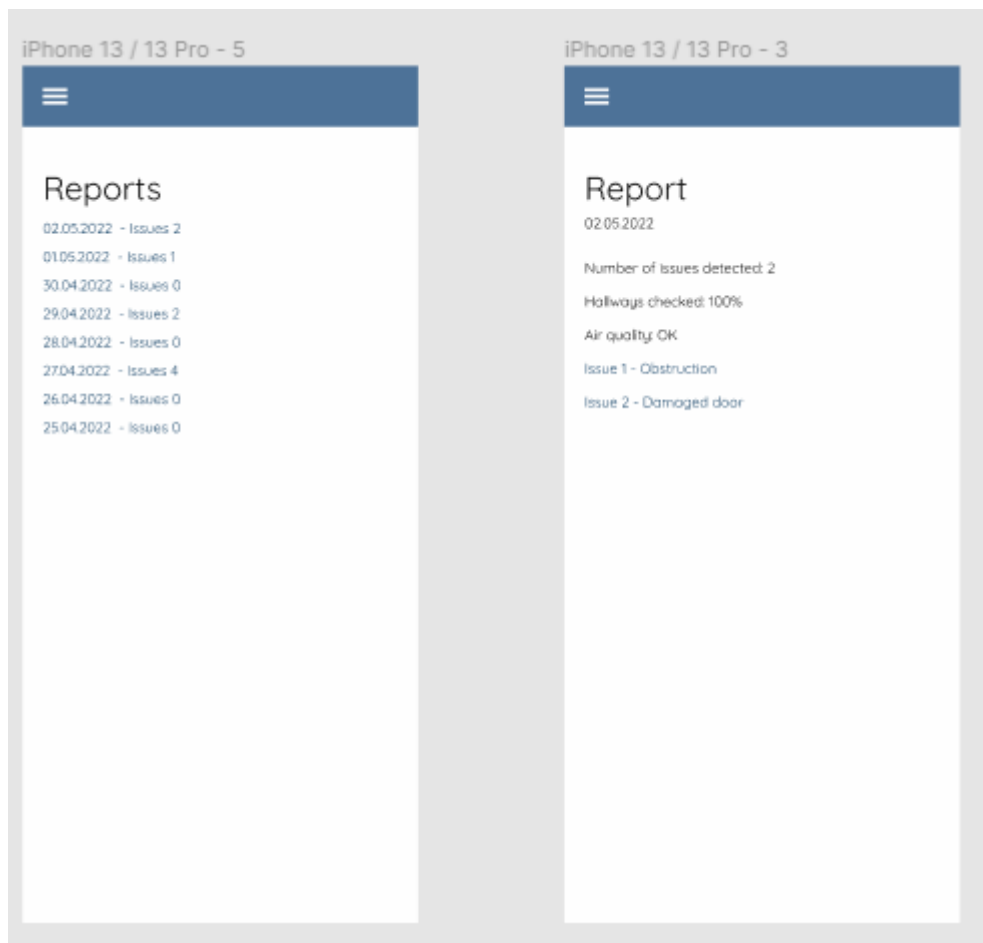 iPhone 13 / 13 Pro - 5
Reports
02.05.2022 - Issues 2
01.05.2022 - Issues 1
30.04.2022 - Issues 0
29.04.2022 - Issues 2
28.04.2022 - Issues 0
27.04.2022 - Issues 4
26.04.2022 - Issues 0
25.04.2022 - Issues 0
iPhone 13 / 13 Pro - 3
Report
02.05.2022
Number of issues detected: 2
Hallways checked: 100%
Air quality: OK
Issue 1 - Obstruction
Issue 2 - Damaged door